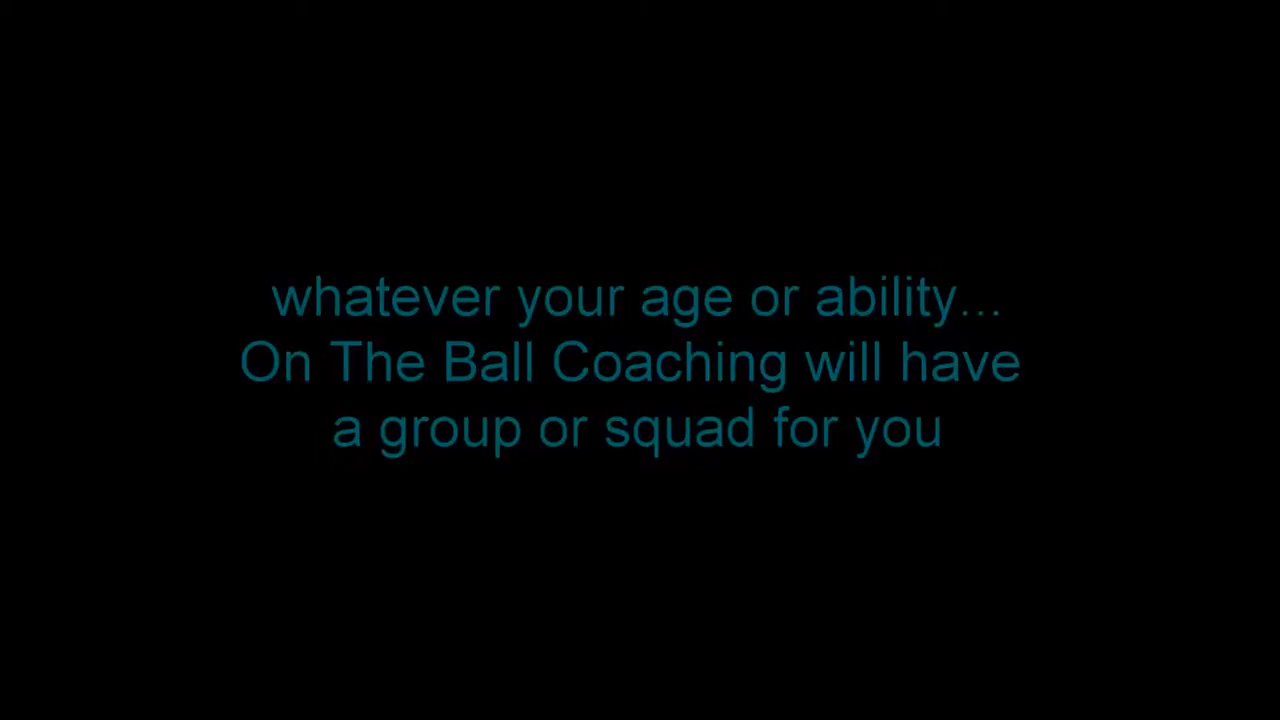 whatever your age or ability...
On The Ball Coaching will have
a group or squad for you